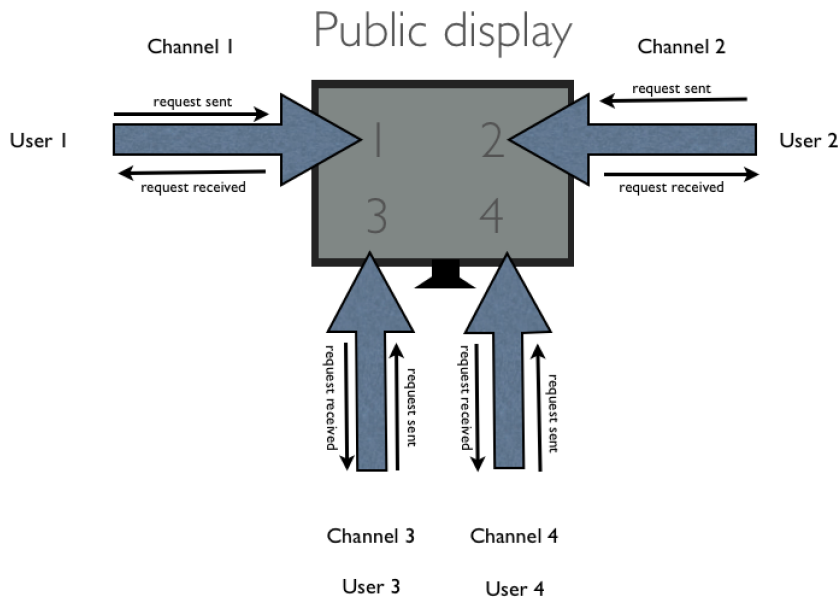 Public display
Channel 1
Channel 2
request sent
request sent
User 1
1
2
User 2
request received
request received
3
4
request received
request sent
request received
request sent
Channel 3
Channel 4
User 3
User 4